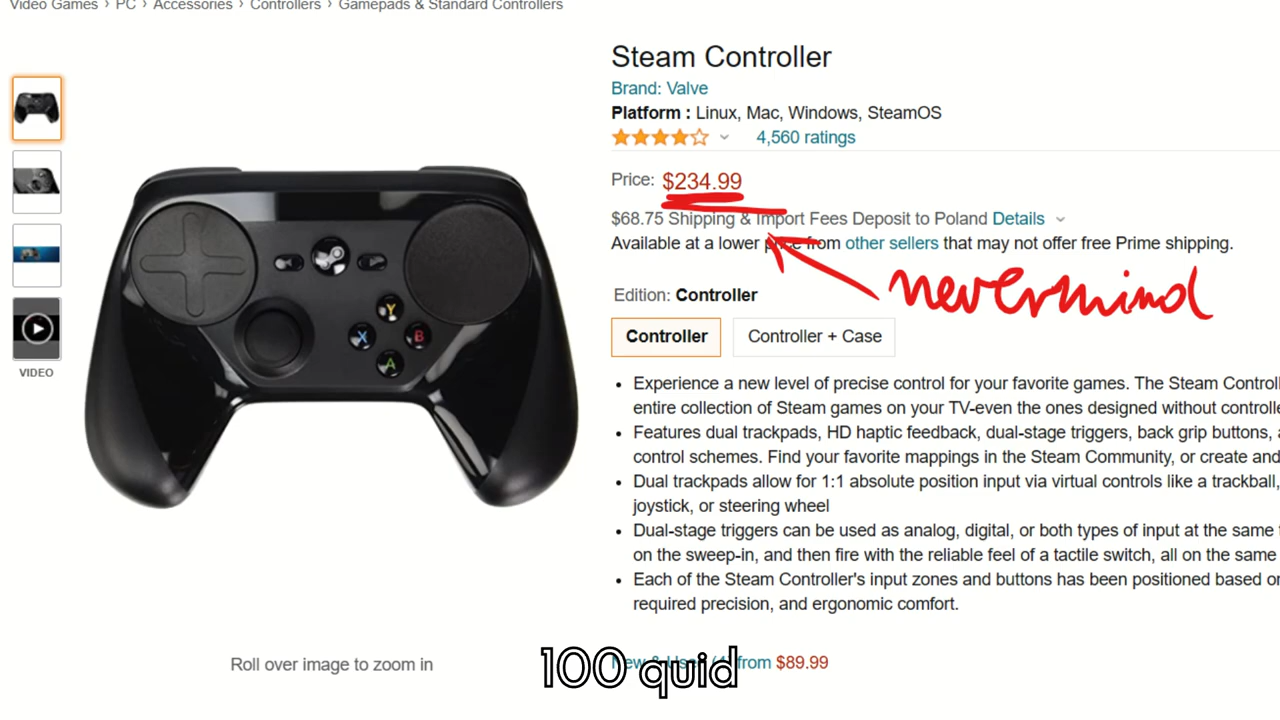 Video Games › PC › Accessories › Controllers › Gamepads & Standard Controllers
Steam Controller
Brand: Valve
Platform : Linux, Mac, Windows, SteamOS
4,560 ratings
Price: $234.99
$68.75 Shipping & Import Fees Deposit to Poland Details
Available at a lower price from other sellers that may not offer free Prime shipping.
nevermind
Edition: Controller
Controller
Controller + Case
Y
X
B
A
VIDEO
• Experience a new level of precise control for your favorite games. The Steam Controll
entire collection of Steam games on your TV-even the ones designed without controlle
• Features dual trackpads, HD haptic feedback, dual-stage triggers, back grip buttons,
control schemes. Find your favorite mappings in the Steam Community, or create and
• Dual trackpads allow for 1:1 absolute position input via virtual controls like a trackball,
joystick, or steering wheel
• Dual-stage triggers can be used as analog, digital, or both types of input at the same
on the sweep-in, and then fire with the reliable feel of a tactile switch, all on the same
• Each of the Steam Controller's input zones and buttons has been positioned based on
required precision, and ergonomic comfort.
Roll over image to zoom in
New & Used from $89.99
100 quid